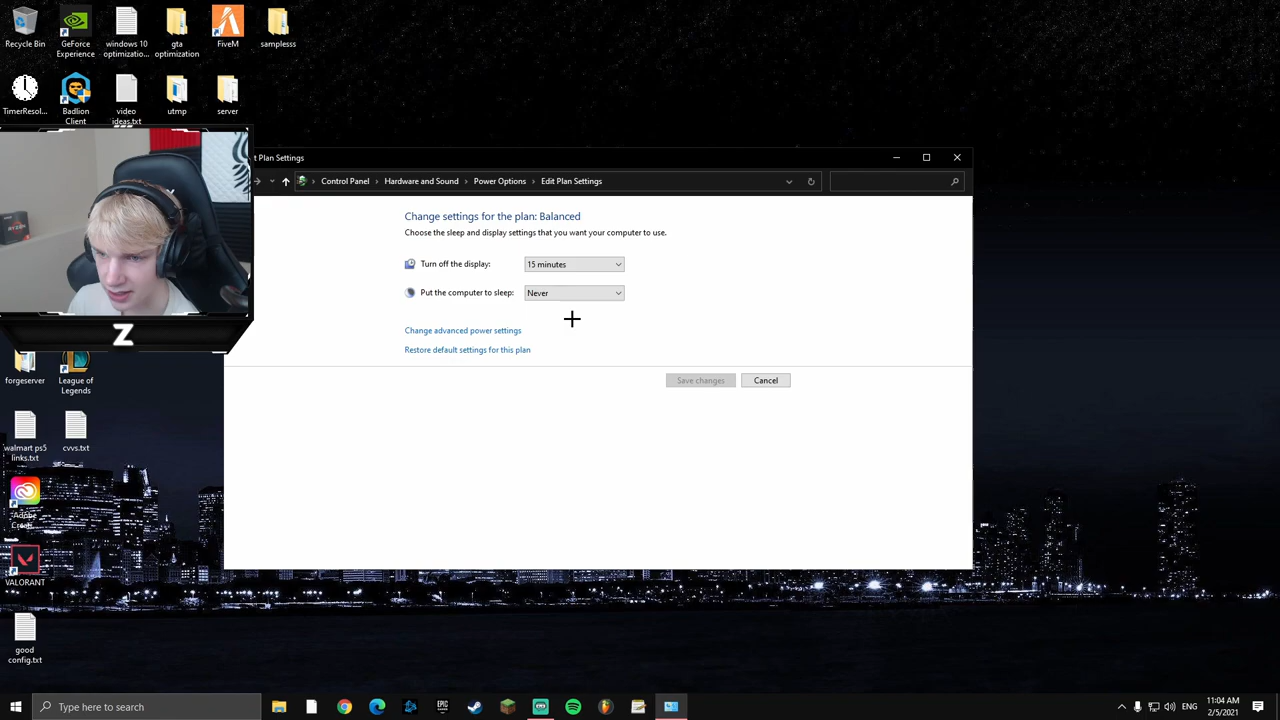 Recycle Bin
GeForce
Experience
windows 10
optimizatio...
gta
optimization
FiveM
samplesss
TimerResol...
Badlion
Client
video
ideas.txt
utmp
server
t Plan Settings
Control Panel
Hardware and Sound
Power Options
Edit Plan Settings
Change settings for the plan: Balanced
Choose the sleep and display settings that you want your computer to use.
Turn off the display:
15 minutes
Put the computer to sleep:
Never
Change advanced power settings
Restore default settings for this plan
Save changes
Cancel
Z
forgeserver
League of
Legends
walmart ps5
links.txt
cvvs.txt
Adobe
VALORANT
good
config.txt
Type here to search
EPIC
GAMES
ENG
11:04 AM
2/5/2021